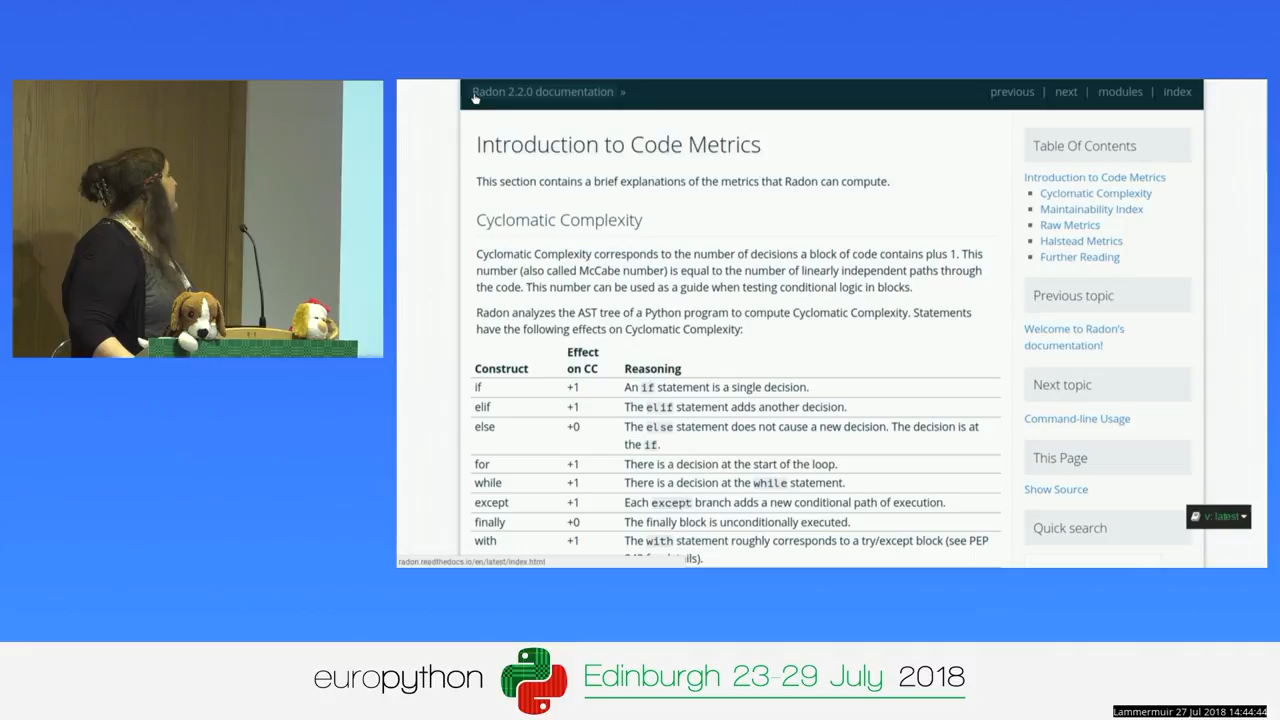 Radon 2.2.0 documentation »
previous | next | modules | index
Introduction to Code Metrics
This section contains a brief explanations of the metrics that Radon can compute.
Cyclomatic Complexity
Cyclomatic Complexity corresponds to the number of decisions a block of code contains plus 1. This
number (also called McCabe number) is equal to the number of linearly independent paths through
the code. This number can be used as a guide when testing conditional logic in blocks.
Radon analyzes the AST tree of a Python program to compute Cyclomatic Complexity. Statements
have the following effects on Cyclomatic Complexity:
Effect
Construct on CC Reasoning
if +1 An if statement is a single decision.
elif +1 The elif statement adds another decision.
else +0 The else statement does not cause a new decision. The decision is at
the if.
for +1 There is a decision at the start of the loop.
while +1 There is a decision at the while statement.
except +1 Each except branch adds a new conditional path of execution.
finally +0 The finally block is unconditionally executed.
with +1 The with statement roughly corresponds to a try/except block (see PEP
radon.readthedocs.io/en/latest/index.html
Table Of Contents
Introduction to Code Metrics
Cyclomatic Complexity
Maintainability Index
Raw Metrics
Halstead Metrics
Further Reading
Previous topic
Welcome to Radon's
documentation!
Next topic
Command-line Usage
This Page
Show Source
v: latest
Quick search
europython Edinburgh 23-29 July 2018
Lammermuir 27 Jul 2018 14:44:44